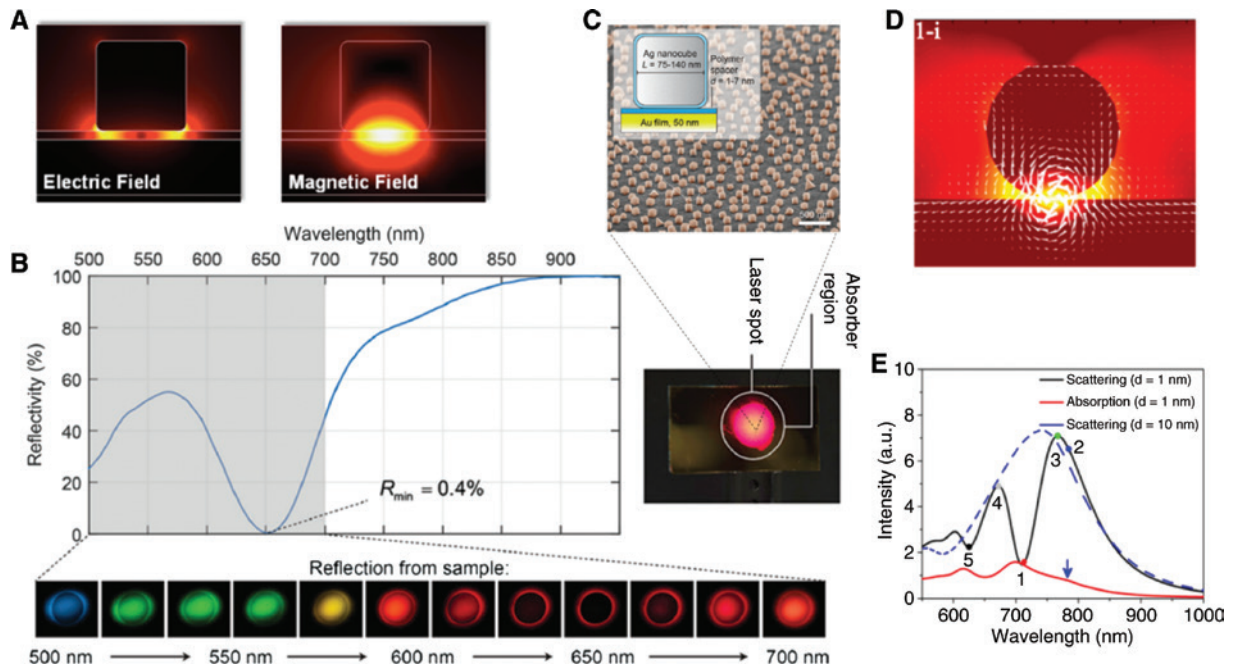 A
Electric Field
Magnetic Field
B
Wavelength (nm)
500 550 600 650 700 750 800 850 900
Reflectivity (%)
100
80
60
40
20
0
Rmin = 0.4%
Reflection from sample:
500 nm 550 nm 600 nm 650 nm 700 nm
C
Ag nanocube
L = 75-140 nm
Polymer
spacer
d = 1-7 nm
Au film, 50 nm
500 nm
Laser spot
Absorber
region
D
1-i
E
Intensity (a.u.)
10
8
6
4
2
0
Scattering (d = 1 nm)
Absorption (d = 1 nm)
Scattering (d = 10 nm)
1
2
3
4
5
600 700 800 900 1000
Wavelength (nm)